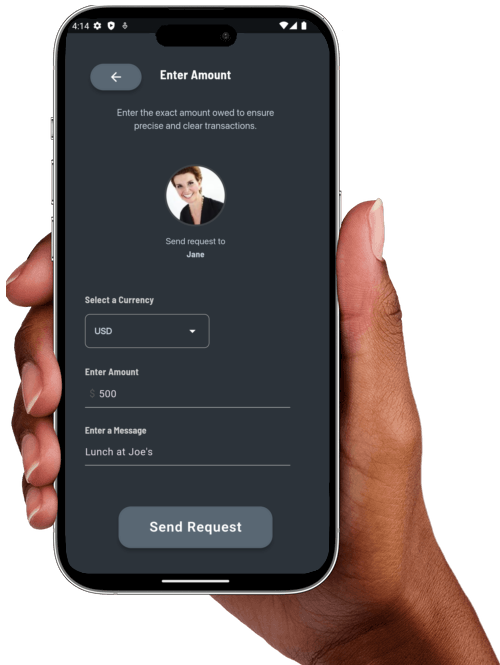 4:14
Enter Amount
Enter the exact amount owed to ensure
precise and clear transactions.
Send request to
Jane
Select a Currency
USD
Enter Amount
$ 500
Enter a Message
Lunch at Joe's
Send Request